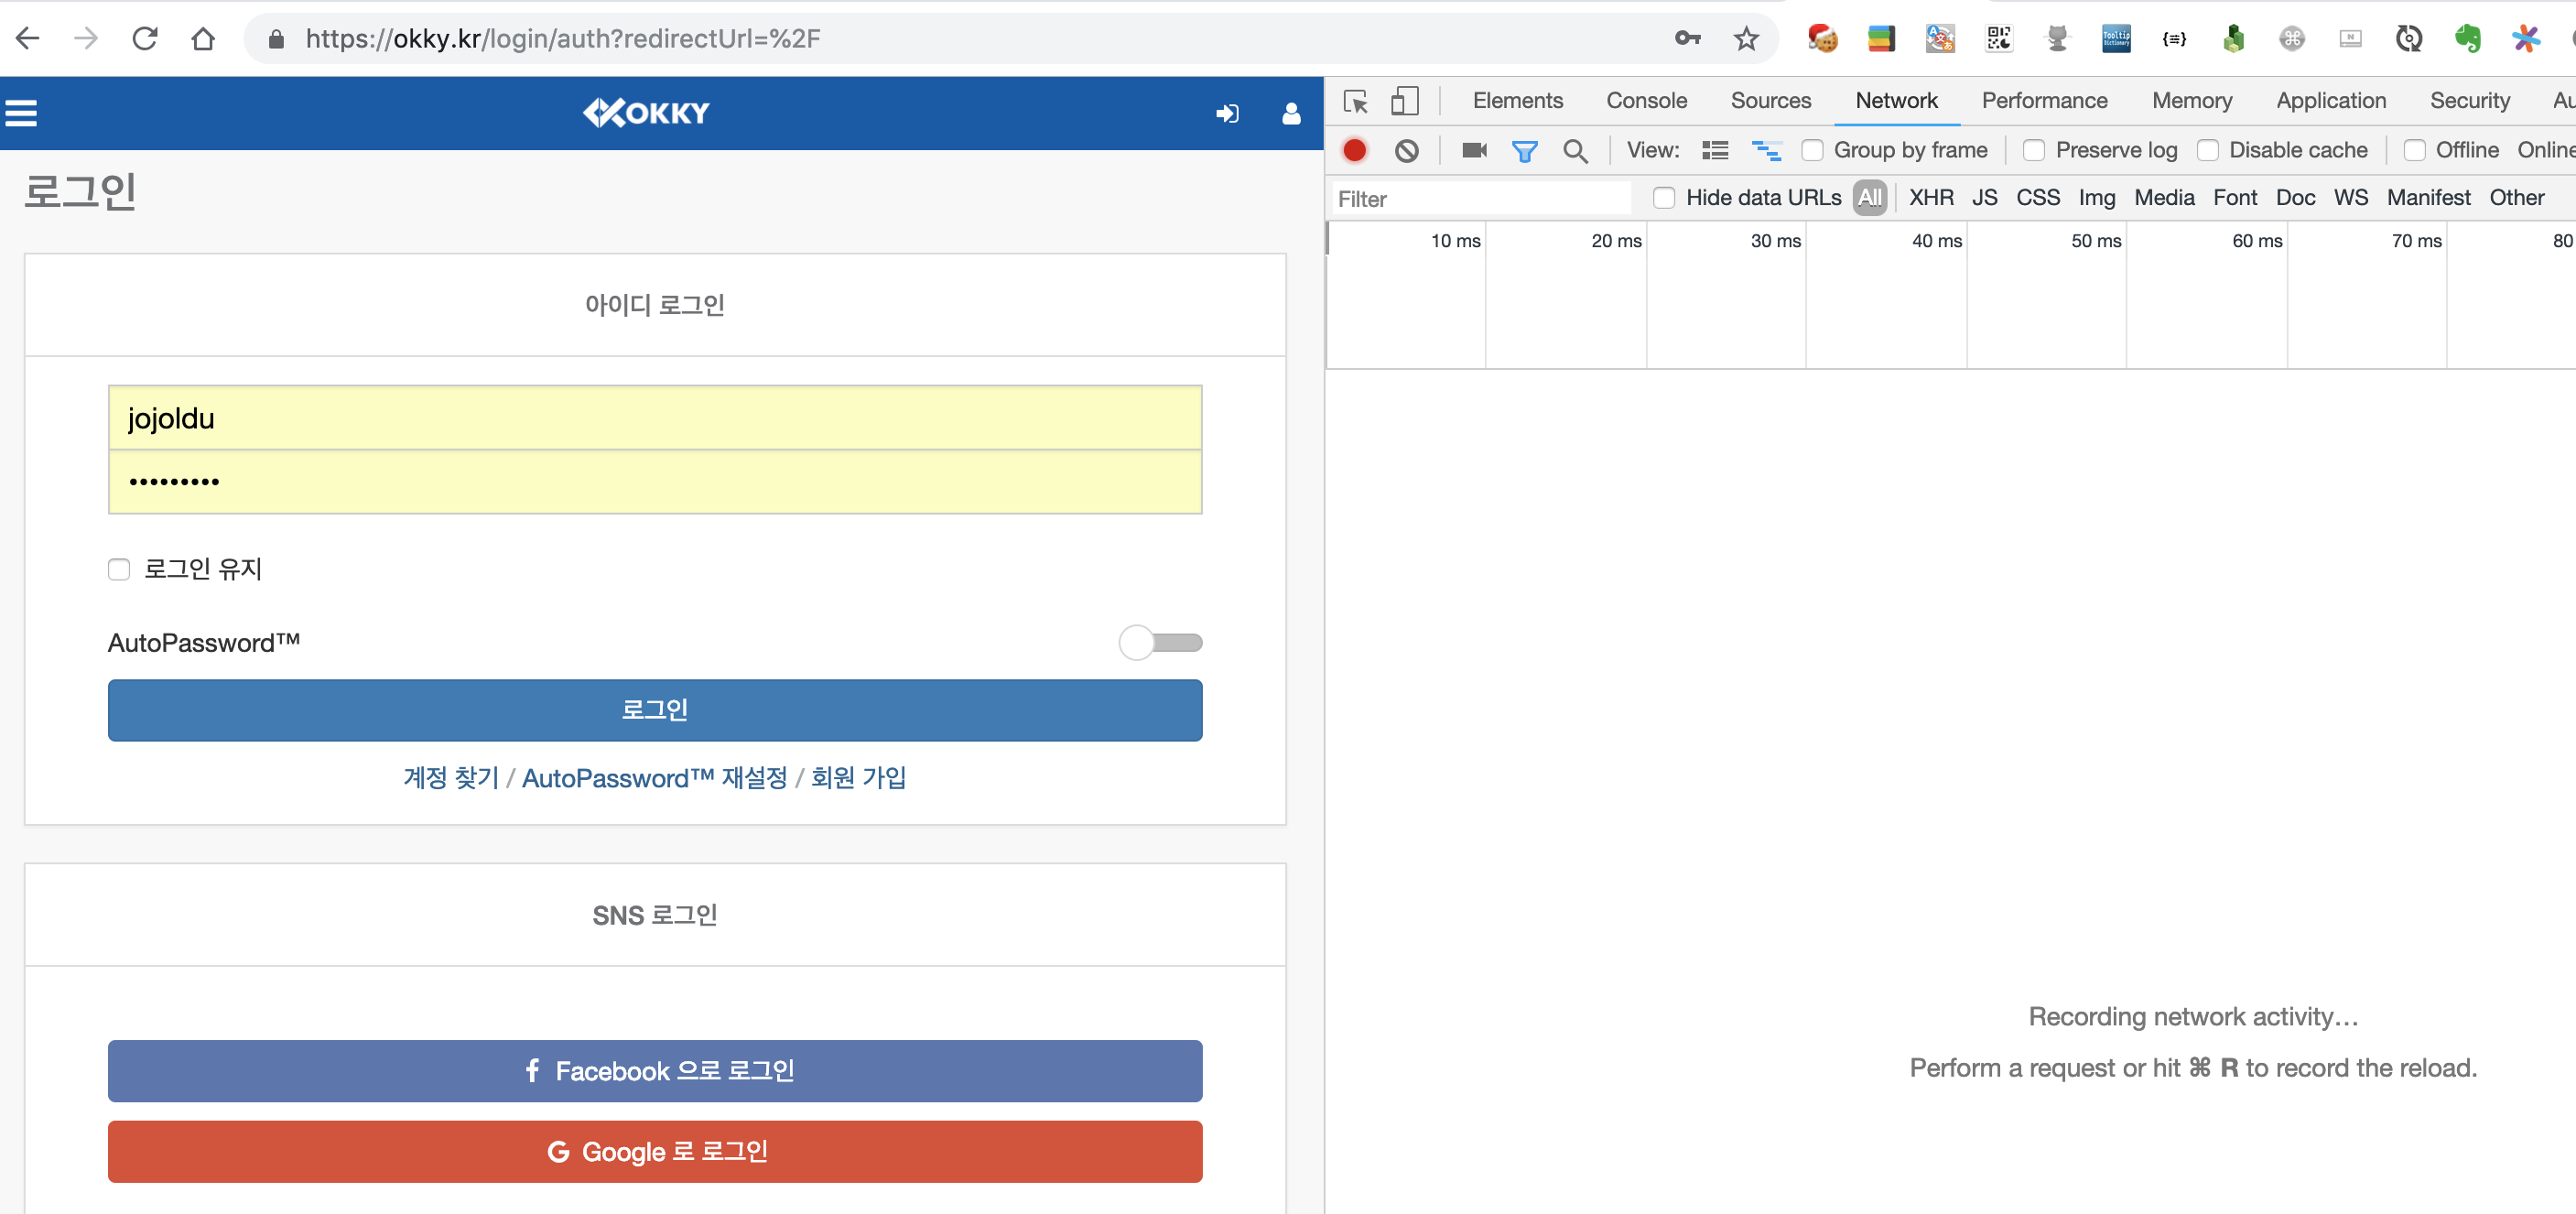 https://okky.kr/login/auth?redirectUrl=%2F
OKKY
로그인
아이디 로그인
jojoldu
•••••••••
로그인 유지
AutoPassword™
로그인
계정 찾기 / AutoPassword™ 재설정 / 회원 가입
SNS 로그인
Facebook 으로 로그인
Google 로 로그인
Elements Console Sources Network Performance Memory Application Security Au
View: Group by frame Preserve log Disable cache Offline Online
Filter Hide data URLs All XHR JS CSS Img Media Font Doc WS Manifest Other
10 ms 20 ms 30 ms 40 ms 50 ms 60 ms 70 ms 80
Recording network activity…
Perform a request or hit ⌘ R to record the reload.